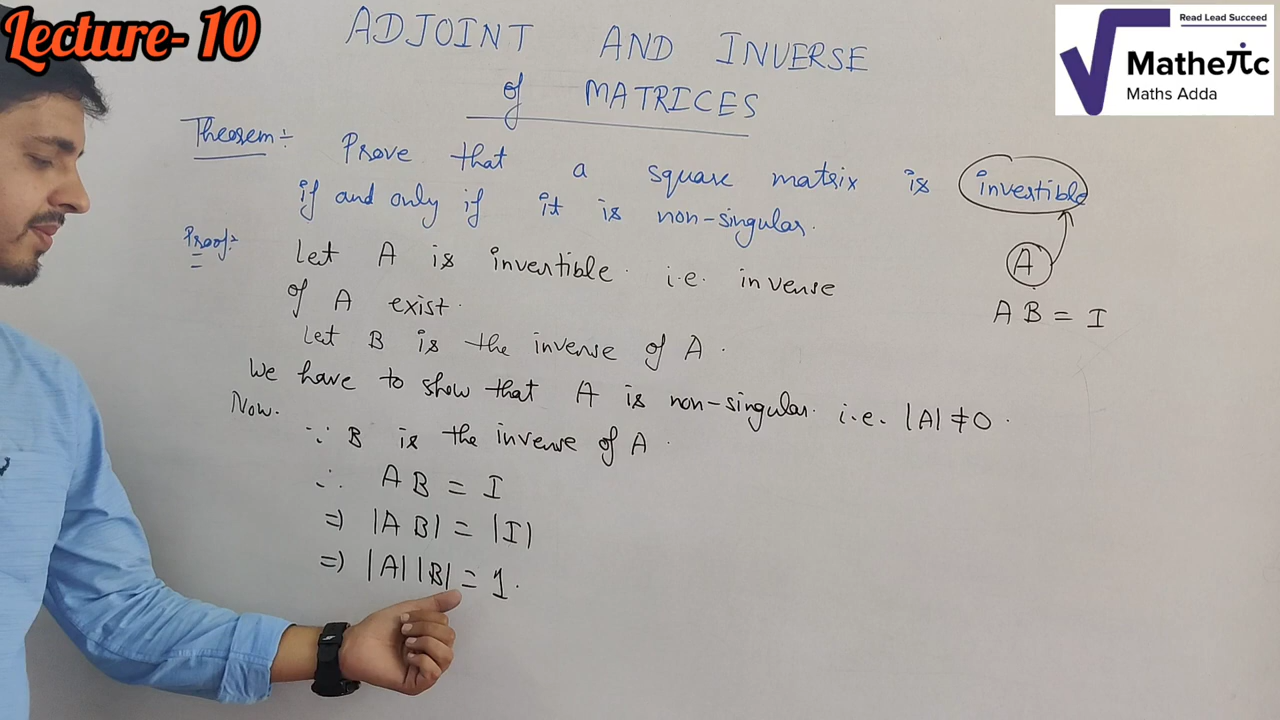 Lecture- 10
ADJOINT AND INVERSE
of MATRICES
Read Lead Succeed
Matheπc
Maths Adda
Theorem :- Prove that a square matrix is invertible
if and only if it is non-singular.
Proof :-
Let A is invertible. i.e. inverse
of A exist.
Let B is the inverse of A.
We have to show that A is non-singular. i.e. |A| ≠ 0.
Now.
∵ B is the inverse of A.
∴ AB = I
⇒ |AB| = |I|
⇒ |A||B| = 1.
A
AB = I